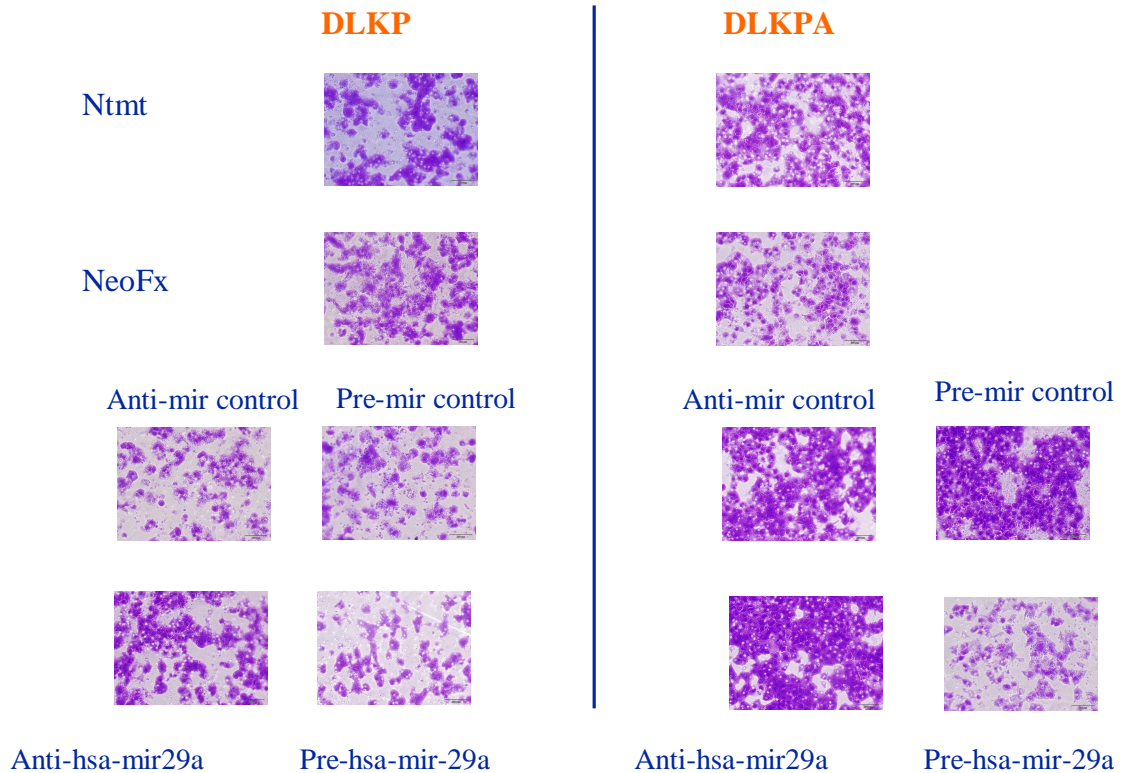 DLKP
DLKPA
Ntmt
NeoFx
Anti-mir control
Pre-mir control
Anti-mir control
Pre-mir control
Anti-hsa-mir29a
Pre-hsa-mir-29a
Anti-hsa-mir29a
Pre-hsa-mir-29a